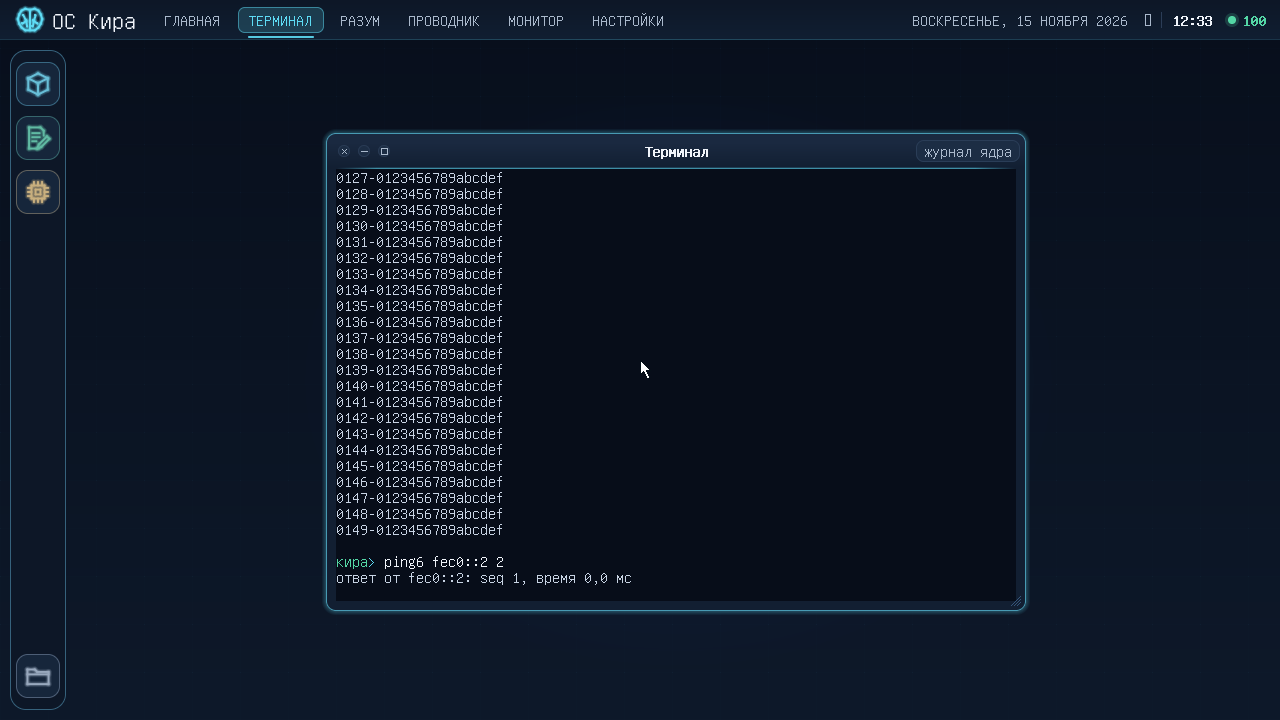 ОС Кира
ГЛАВНАЯ
ТЕРМИНАЛ
РАЗУМ
ПРОВОДНИК
МОНИТОР
НАСТРОЙКИ
ВОСКРЕСЕНЬЕ, 15 НОЯБРЯ 2026
12:33
100
Терминал
журнал ядра
0127-0123456789abcdef
0128-0123456789abcdef
0129-0123456789abcdef
0130-0123456789abcdef
0131-0123456789abcdef
0132-0123456789abcdef
0133-0123456789abcdef
0134-0123456789abcdef
0135-0123456789abcdef
0136-0123456789abcdef
0137-0123456789abcdef
0138-0123456789abcdef
0139-0123456789abcdef
0140-0123456789abcdef
0141-0123456789abcdef
0142-0123456789abcdef
0143-0123456789abcdef
0144-0123456789abcdef
0145-0123456789abcdef
0146-0123456789abcdef
0147-0123456789abcdef
0148-0123456789abcdef
0149-0123456789abcdef
кира> ping6 fec0::2 2
ответ от fec0::2: seq 1, время 0,0 мс